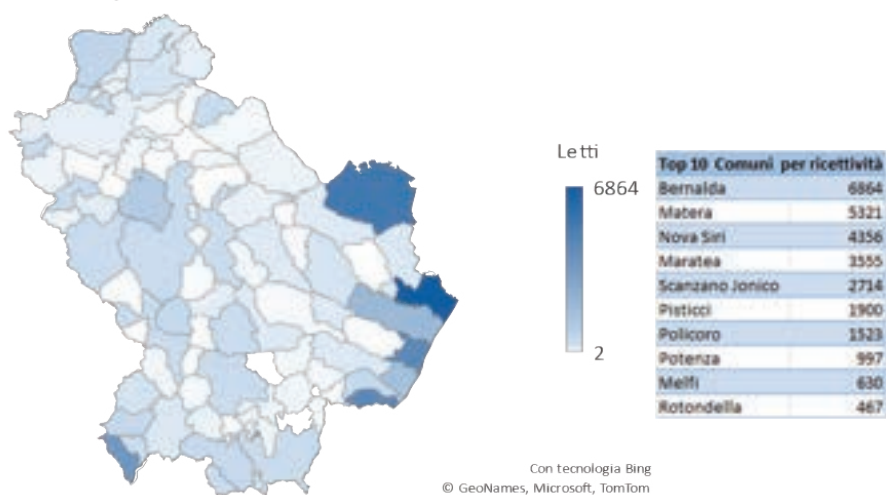 Letti
6864
2
Top 10 Comuni per ricettività
Bernalda 6864
Matera 5321
Nova Siri 4356
Maratea 3555
Scanzano Jonico 2714
Pisticci 1900
Policoro 1523
Potenza 997
Melfi 630
Rotondella 467
Con tecnologia Bing
© GeoNames, Microsoft, TomTom